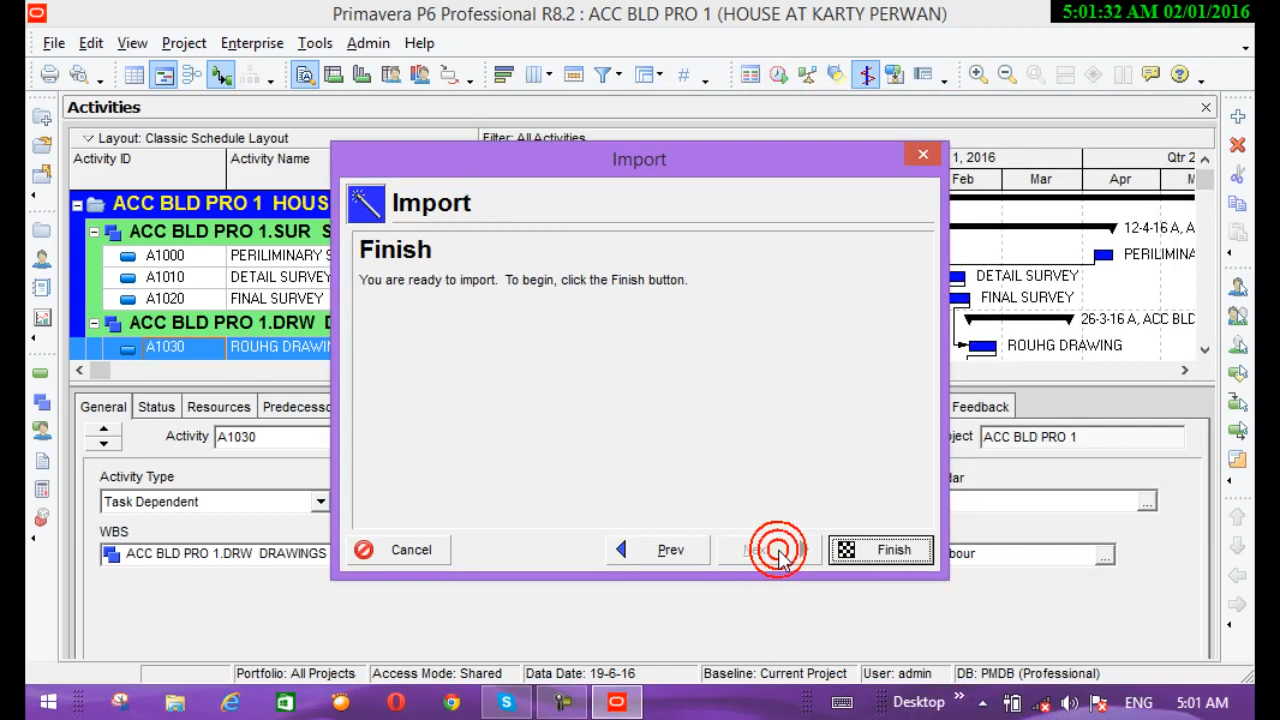 Primavera P6 Professional R8.2 : ACC BLD PRO 1 (HOUSE AT KARTY PERWAN)
5:01:32 AM 02/01/2016
File Edit View Project Enterprise Tools Admin Help
Activities
Layout: Classic Schedule Layout
Filter: All Activities
Activity ID
Activity Name
1, 2016
Qtr 2
Feb Mar Apr M
ACC BLD PRO 1 HOUS
ACC BLD PRO 1.SUR S
12-4-16 A, A
A1000 PERILIMINARY S
PERILIMINA
A1010 DETAIL SURVEY
DETAIL SURVEY
A1020 FINAL SURVEY
FINAL SURVEY
ACC BLD PRO 1.DRW D
26-3-16 A, ACC BLD
A1030 ROUHG DRAWIN
ROUHG DRAWING
Import
Import
Finish
You are ready to import. To begin, click the Finish button.
Cancel
Prev
Nex
Finish
General Status Resources Predecesso
Feedback
Activity A1030
oject ACC BLD PRO 1
Activity Type
dar
Task Dependent
WBS
ACC BLD PRO 1.DRW DRAWINGS
bour
Portfolio: All Projects Access Mode: Shared Data Date: 19-6-16 Baseline: Current Project User: admin DB: PMDB (Professional)
Desktop
ENG
5:01 AM